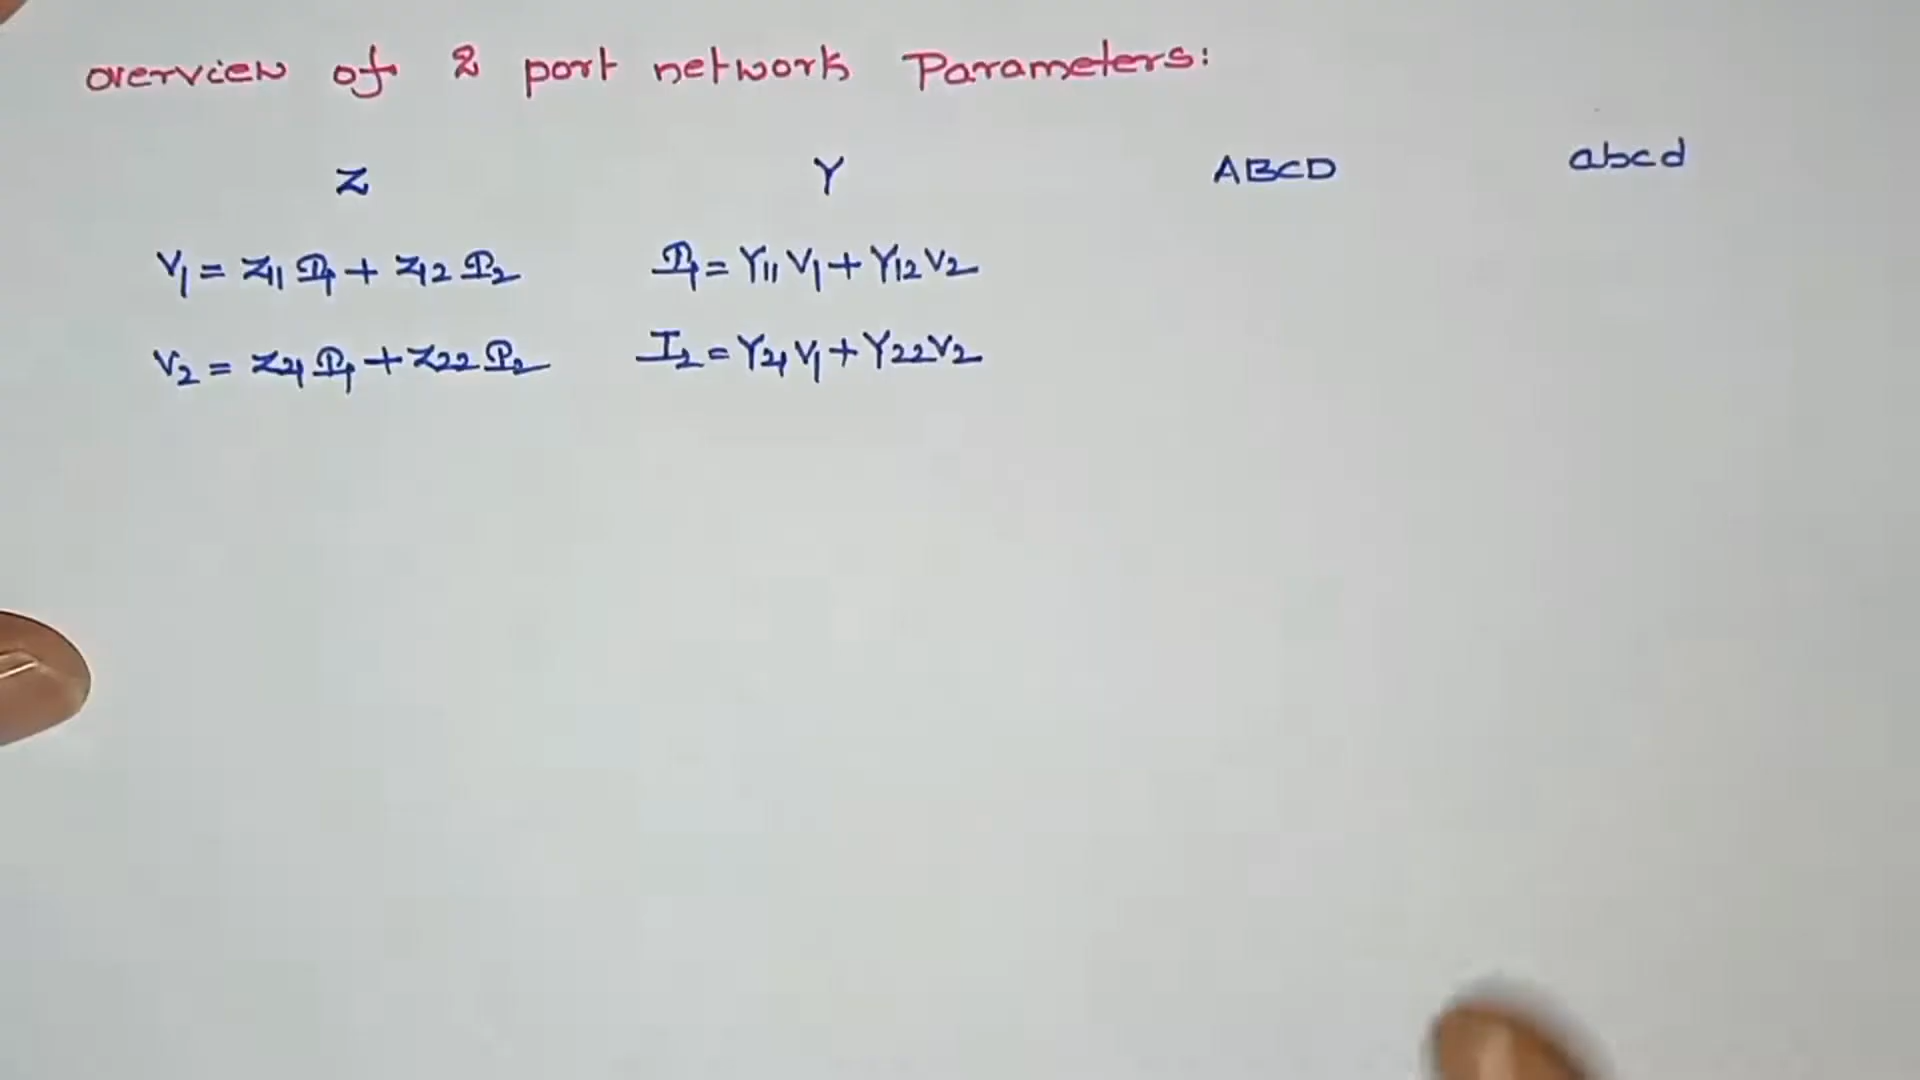 overview of 2 port network Parameters:
Z Y ABCD abcd
V1 = Z11 I1 + Z12 I2 I1 = Y11 V1 + Y12 V2
V2 = Z21 I1 + Z22 I2 I2 = Y21 V1 + Y22 V2